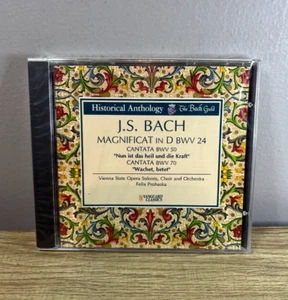 Historical Anthology The Bach Guild
J.S. BACH
MAGNIFICAT IN D BWV 24
CANTATA BWV 50
"Nun ist das heil und die Kraft"
CANTATA BWV 70
"Wachet, betet"
Vienna State Opera Soloists, Choir and Orchestra
Felix Prohaska
VANGUARD
CLASSICS